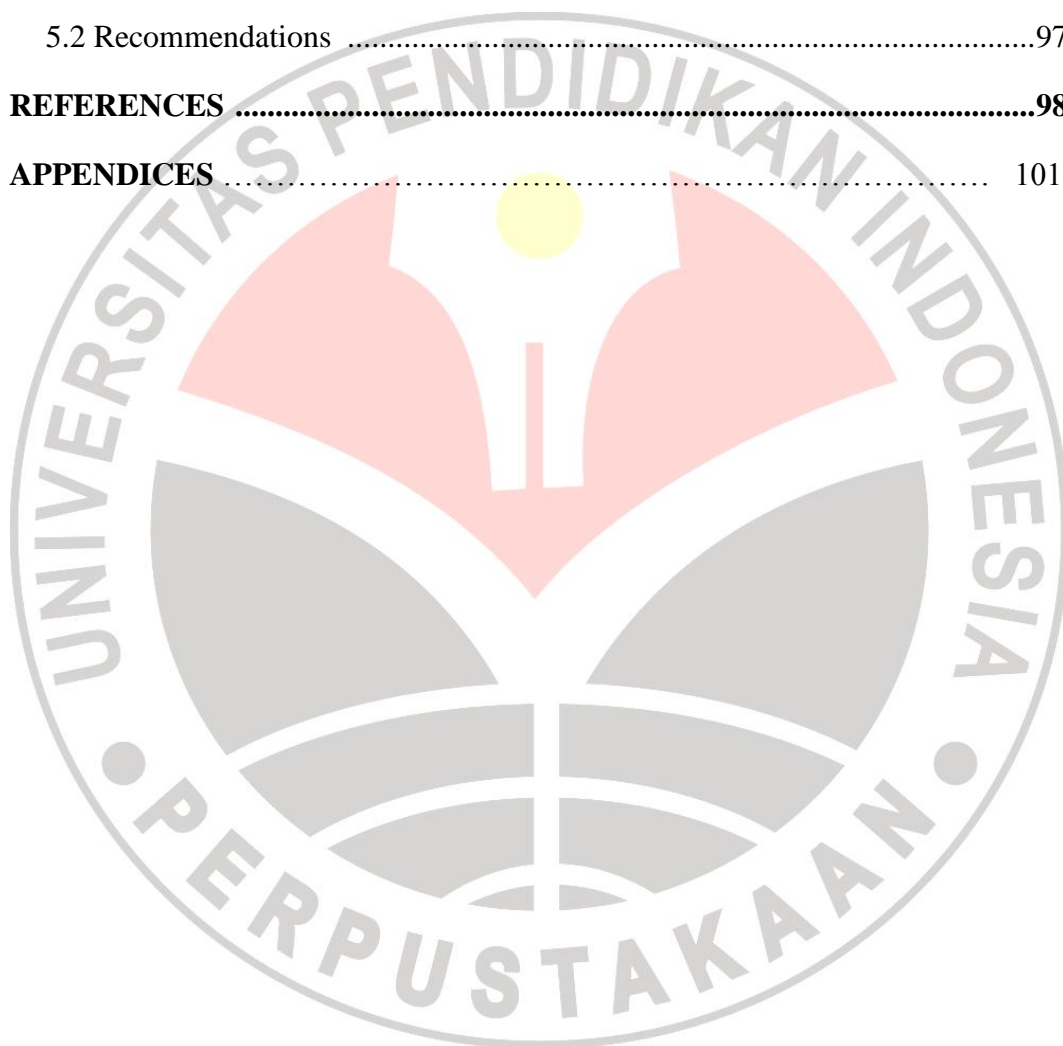 5.2 Recommendations ........................................................................................97
REFERENCES .......................................................................................................98
APPENDICES ………………………………………………………………… 101
UNIVERSITAS PENDIDIKAN INDONESIA
PERPUSTAKAAN